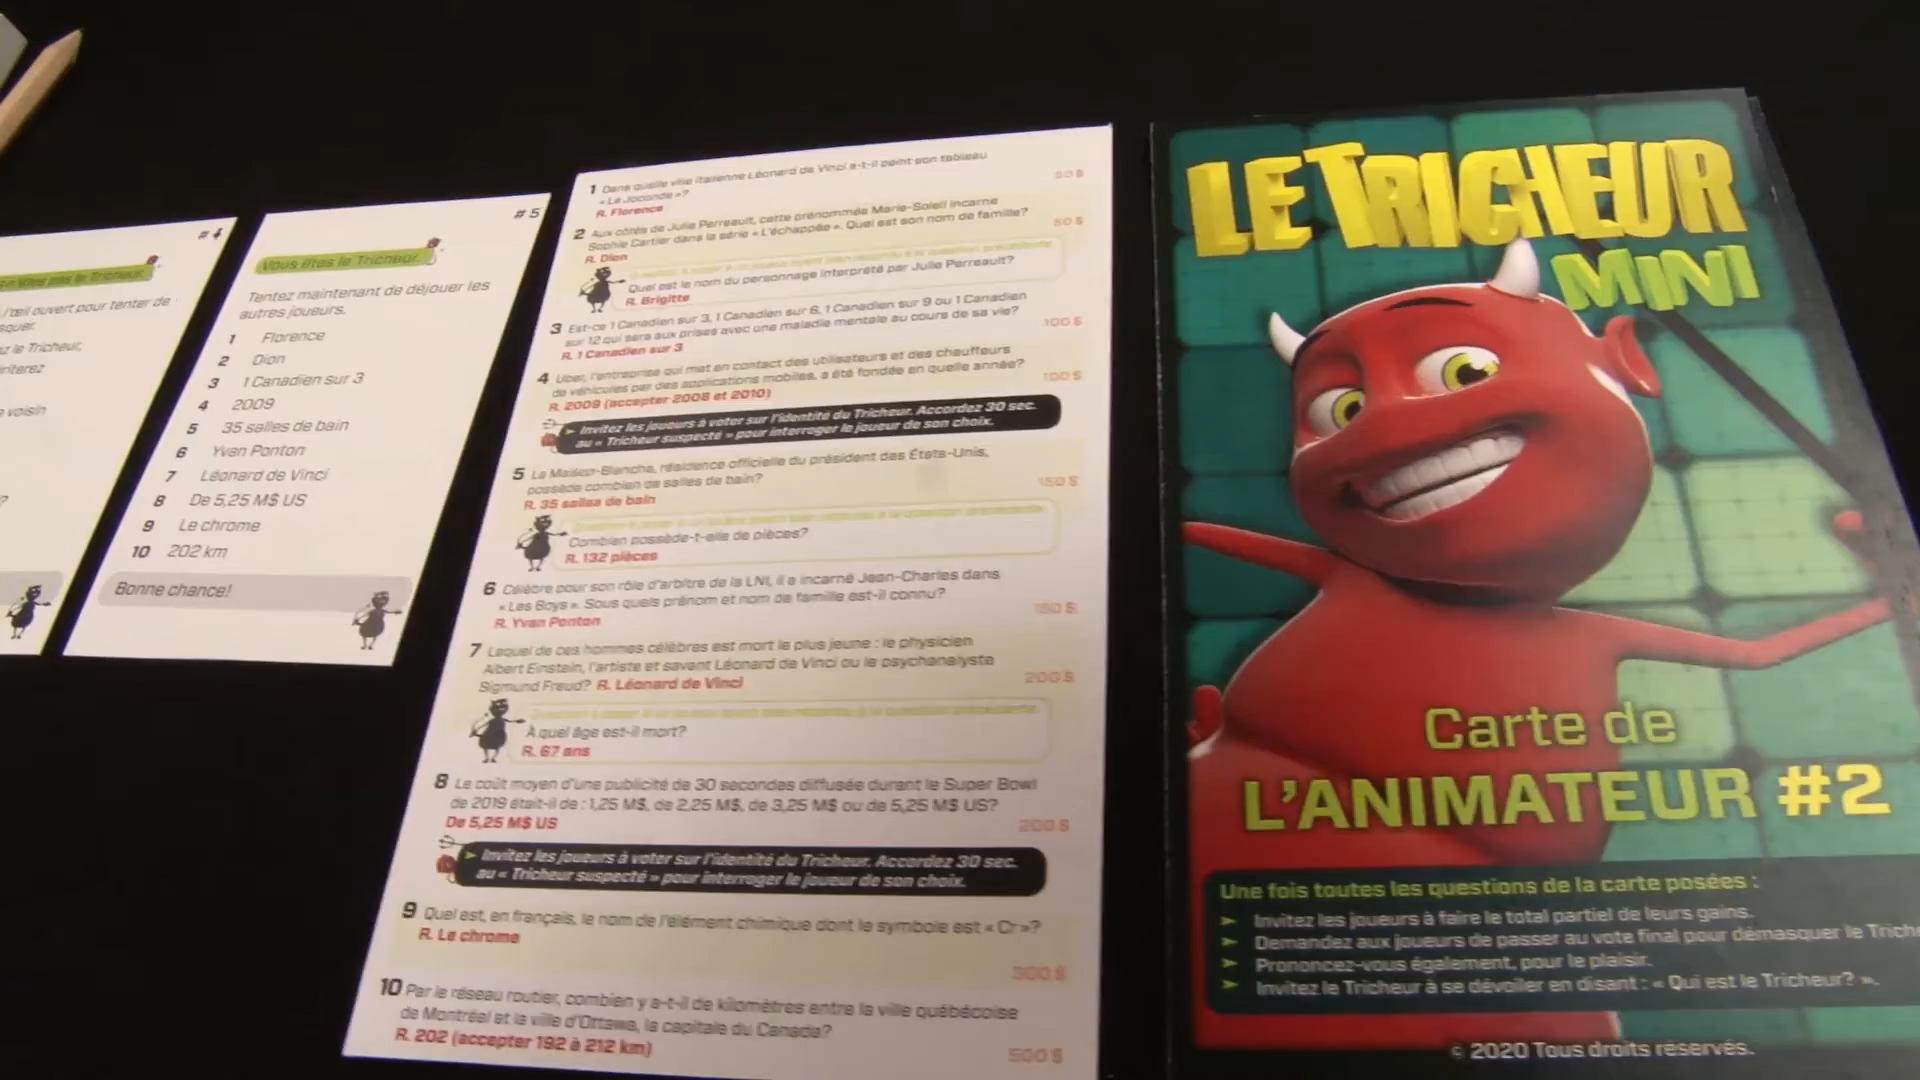 #4
l'œil ouvert pour tenter de
z le Tricheur,
voisin
?
#5
Vous êtes le Tricheur.
Tentez maintenant de déjouer les
autres joueurs.
1 Florence
2 Dion
3 1 Canadien sur 3
4 2009
5 35 salles de bain
6 Yvan Ponton
7 Léonard de Vinci
8 De 5,25 M$ US
9 Le chrome
10 202 km
Bonne chance!
1 Dans quelle ville italienne Léonard de Vinci a-t-il peint son tableau
« La Joconde »?
R. Florence
50 $
2 Aux côtés de Julie Perreault, cette prénommée Marie-Soleil incarne
Sophie Cartier dans la série « L'échappée ». Quel est son nom de famille?
R. Dion
50 $
Quel est le nom du personnage interprété par Julie Perreault?
R. Brigitte
3 Est-ce 1 Canadien sur 3, 1 Canadien sur 6, 1 Canadien sur 9 ou 1 Canadien
sur 12 qui sera aux prises avec une maladie mentale au cours de sa vie?
R. 1 Canadien sur 3
100 $
4 Uber, l'entreprise qui met en contact des utilisateurs et des chauffeurs
de véhicules par des applications mobiles, a été fondée en quelle année?
R. 2009 (accepter 2008 et 2010)
100 $
➤ Invitez les joueurs à voter sur l'identité du Tricheur. Accordez 30 sec.
au « Tricheur suspecté » pour interroger le joueur de son choix.
5 La Maison-Blanche, résidence officielle du président des États-Unis,
possède combien de salles de bain?
R. 35 salles de bain
150 $
Combien possède-t-elle de pièces?
R. 132 pièces
6 Célèbre pour son rôle d'arbitre de la LNI, il a incarné Jean-Charles dans
« Les Boys ». Sous quels prénom et nom de famille est-il connu?
R. Yvan Ponton
150 $
7 Lequel de ces hommes célèbres est mort le plus jeune : le physicien
Albert Einstein, l'artiste et savant Léonard de Vinci ou le psychanalyste
Sigmund Freud? R. Léonard de Vinci
200 $
À quel âge est-il mort?
R. 67 ans
8 Le coût moyen d'une publicité de 30 secondes diffusée durant le Super Bowl
de 2019 était-il de : 1,25 M$, de 2,25 M$, de 3,25 M$ ou de 5,25 M$ US?
De 5,25 M$ US
200 $
➤ Invitez les joueurs à voter sur l'identité du Tricheur. Accordez 30 sec.
au « Tricheur suspecté » pour interroger le joueur de son choix.
9 Quel est, en français, le nom de l'élément chimique dont le symbole est « Cr »?
R. Le chrome
300 $
10 Par le réseau routier, combien y a-t-il de kilomètres entre la ville québécoise
de Montréal et la ville d'Ottawa, la capitale du Canada?
R. 202 (accepter 192 à 212 km)
500 $
LE TRICHEUR
MINI
Carte de
L'ANIMATEUR #2
Une fois toutes les questions de la carte posées :
➤ Invitez les joueurs à faire le total partiel de leurs gains.
➤ Demandez aux joueurs de passer au vote final pour démasquer le Triche
➤ Prononcez-vous également, pour le plaisir.
➤ Invitez le Tricheur à se dévoiler en disant : « Qui est le Tricheur? ».
© 2020 Tous droits réservés.